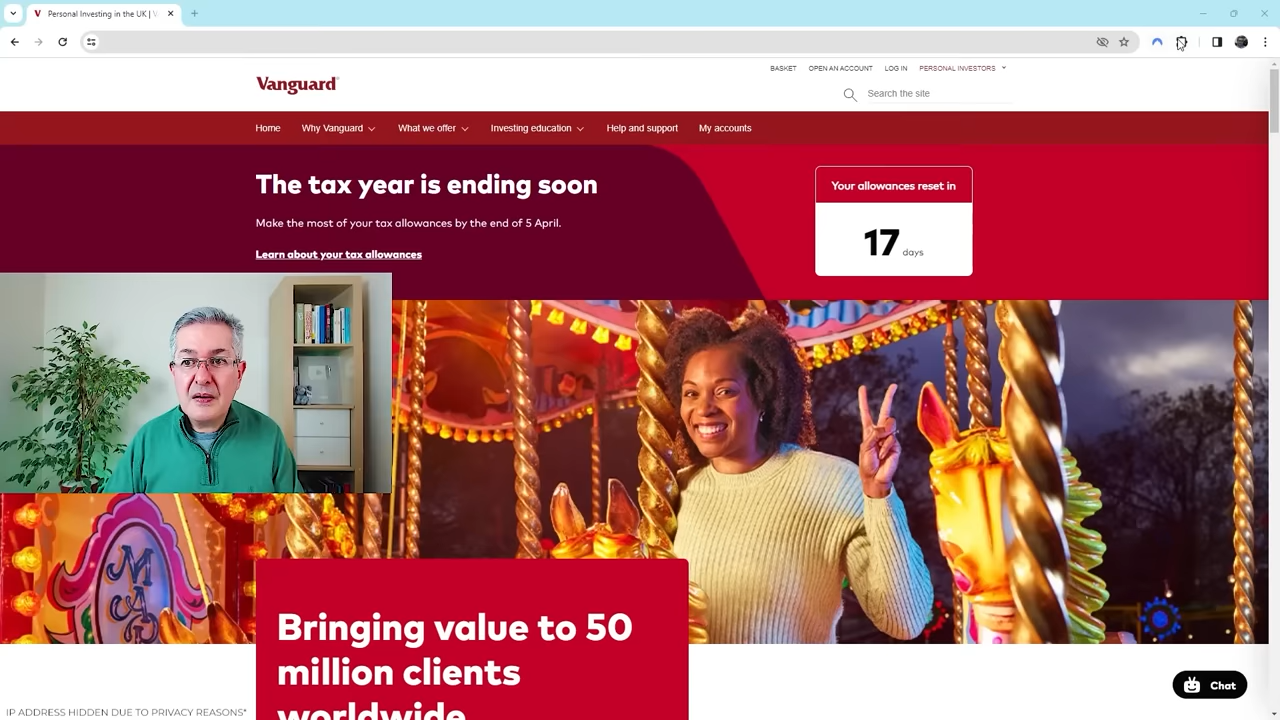 Personal Investing in the UK | V
Vanguard
BASKET
OPEN AN ACCOUNT
LOG IN
PERSONAL INVESTORS
Search the site
Home
Why Vanguard
What we offer
Investing education
Help and support
My accounts
The tax year is ending soon
Make the most of your tax allowances by the end of 5 April.
Learn about your tax allowances
Your allowances reset in
17 days
Bringing value to 50
million clients
worldwide
Chat
IP ADDRESS HIDDEN DUE TO PRIVACY REASONS*